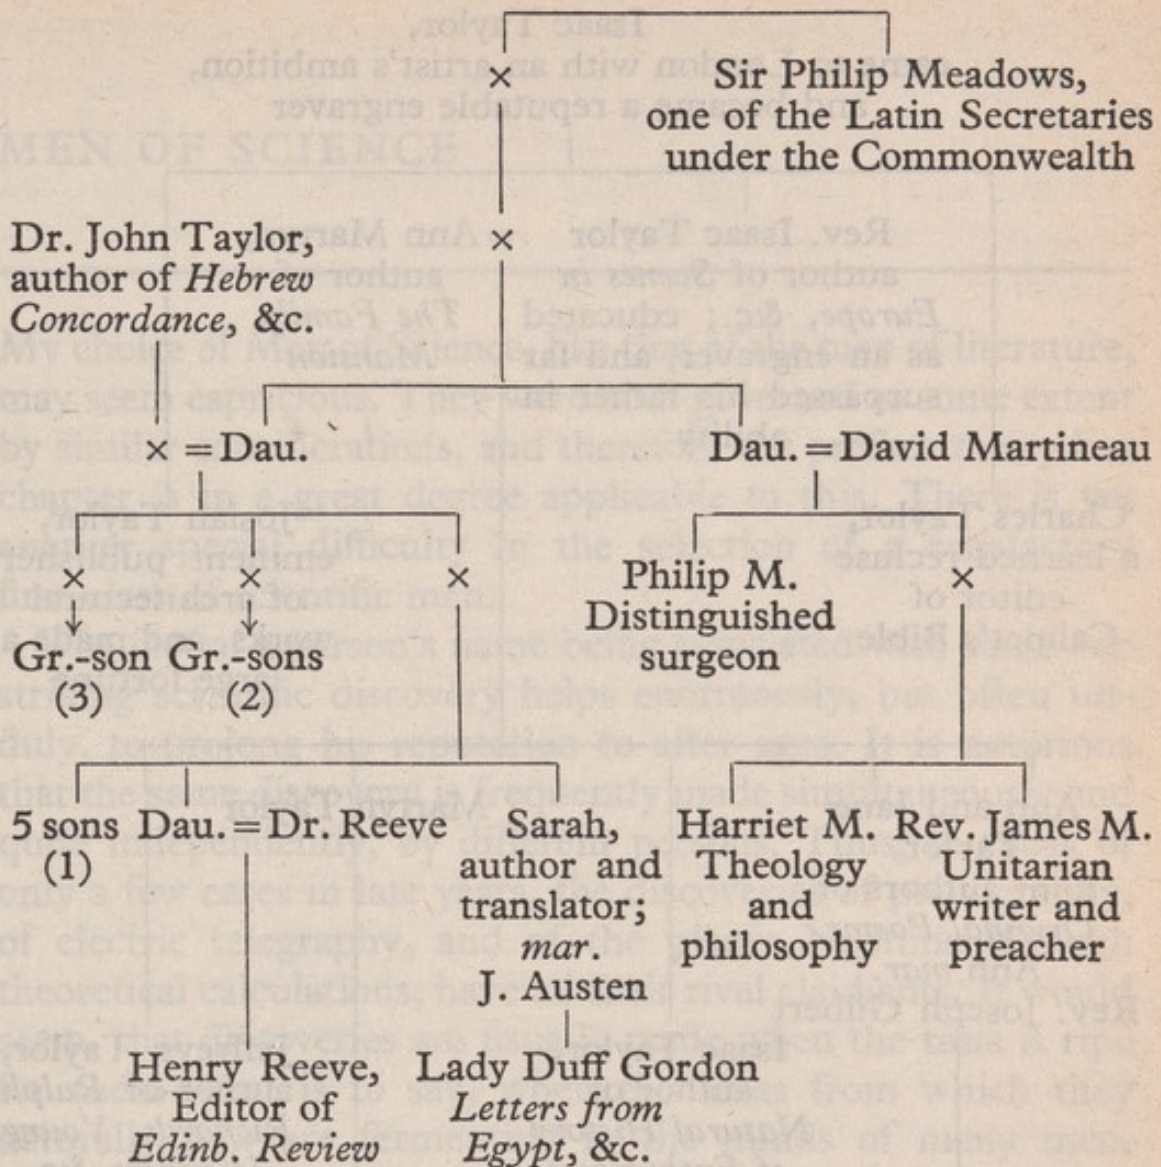 ×
Sir Philip Meadows,
one of the Latin Secretaries
under the Commonwealth
Dr. John Taylor,
author of Hebrew
Concordance, &c.
×
× = Dau.
Dau. = David Martineau
×
×
×
Philip M.
Distinguished
surgeon
×
Gr.-son
(3)
Gr.-sons
(2)
5 sons
(1)
Dau. = Dr. Reeve
Sarah,
author and
translator;
mar.
J. Austen
Harriet M.
Theology
and
philosophy
Rev. James M.
Unitarian
writer and
preacher
Henry Reeve,
Editor of
Edinb. Review
Lady Duff Gordon
Letters from
Egypt, &c.
MEN OF SCIENCE